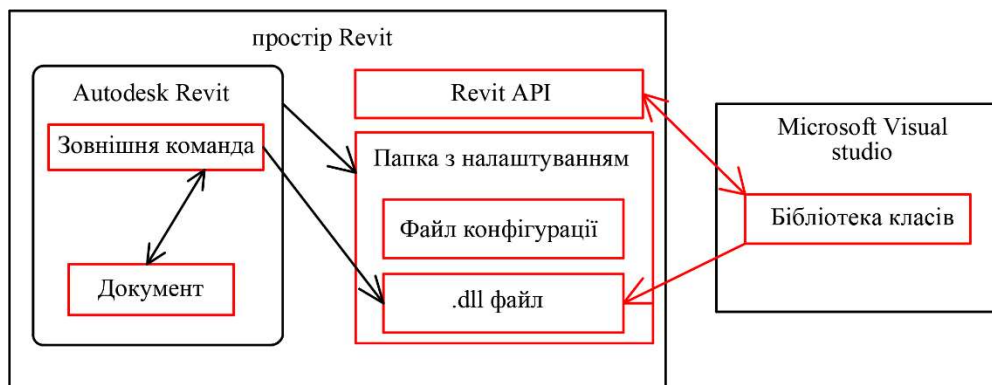 простір Revit
Autodesk Revit
Зовнішня команда
Документ
Revit API
Папка з налаштуванням
Файл конфігурації
.dll файл
Microsoft Visual
studio
Бібліотека класів